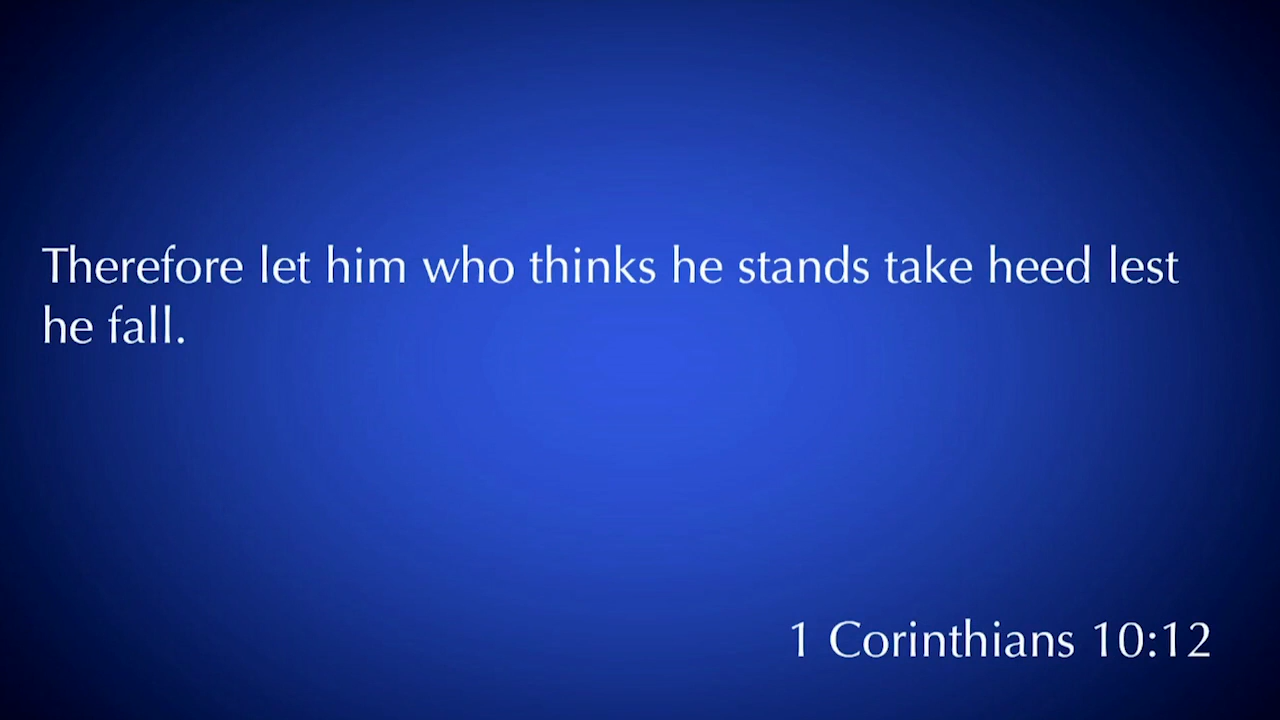 Therefore let him who thinks he stands take heed lest
he fall.
1 Corinthians 10:12